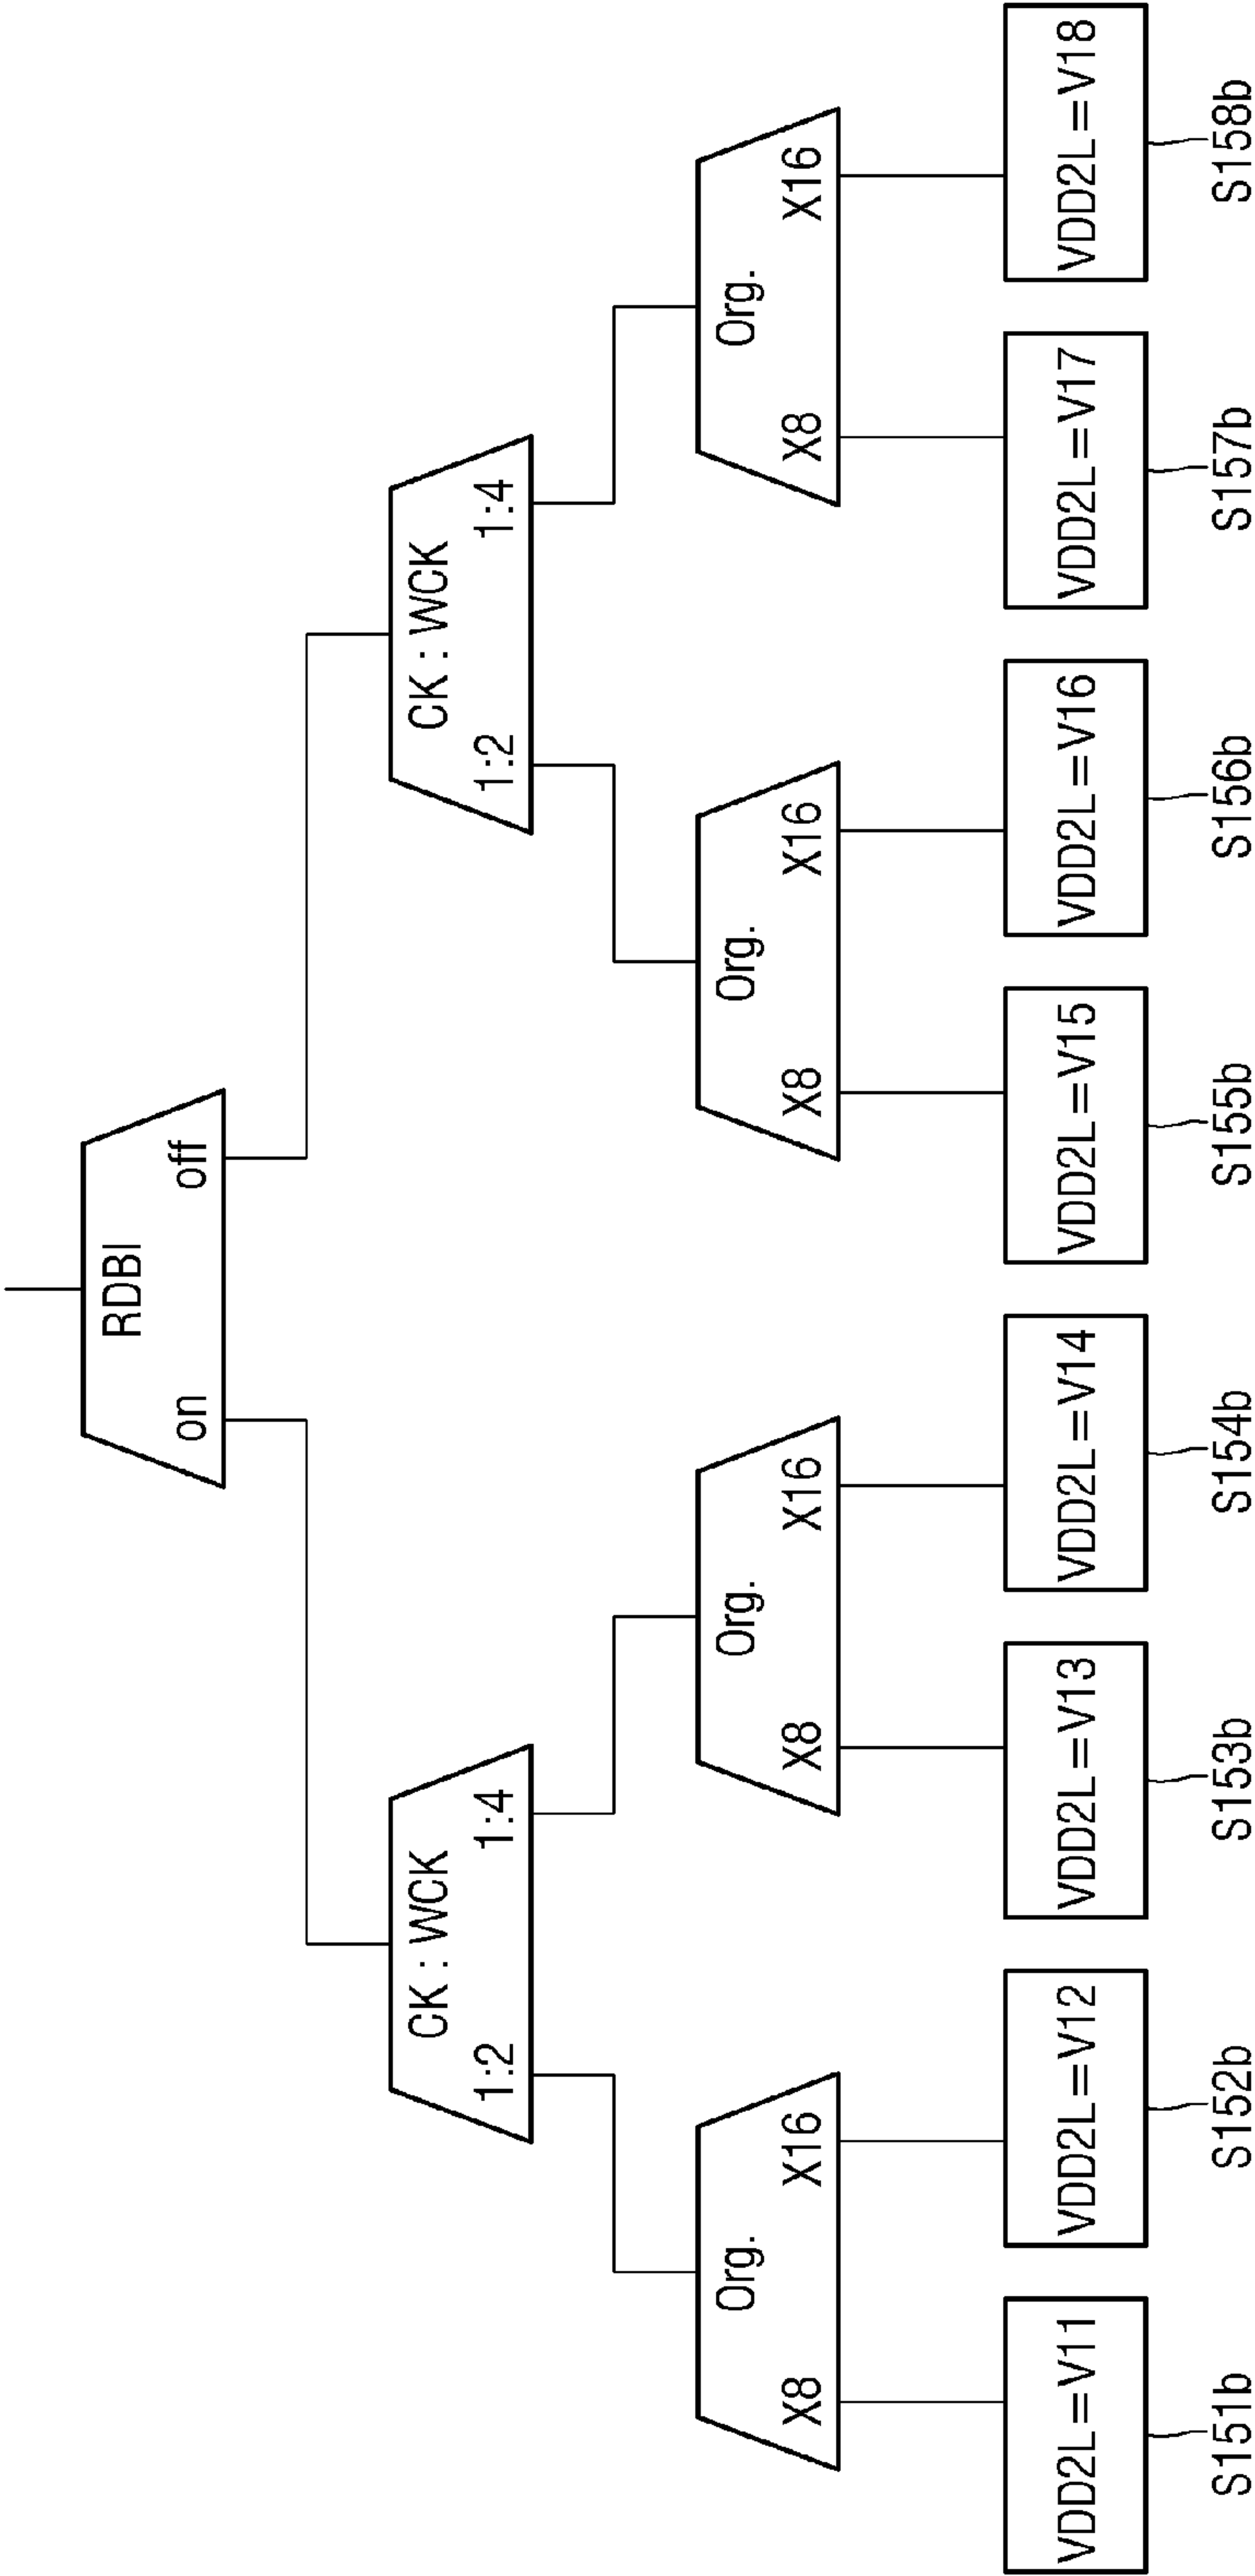 RDBI
on
off
CK : WCK
1:2
1:4
CK : WCK
1:2
1:4
Org.
X8
X16
Org.
X8
X16
Org.
X8
X16
Org.
X8
X16
VDD2L=V11
VDD2L=V12
VDD2L=V13
VDD2L=V14
VDD2L=V15
VDD2L=V16
VDD2L=V17
VDD2L=V18
S151b
S152b
S153b
S154b
S155b
S156b
S157b
S158b